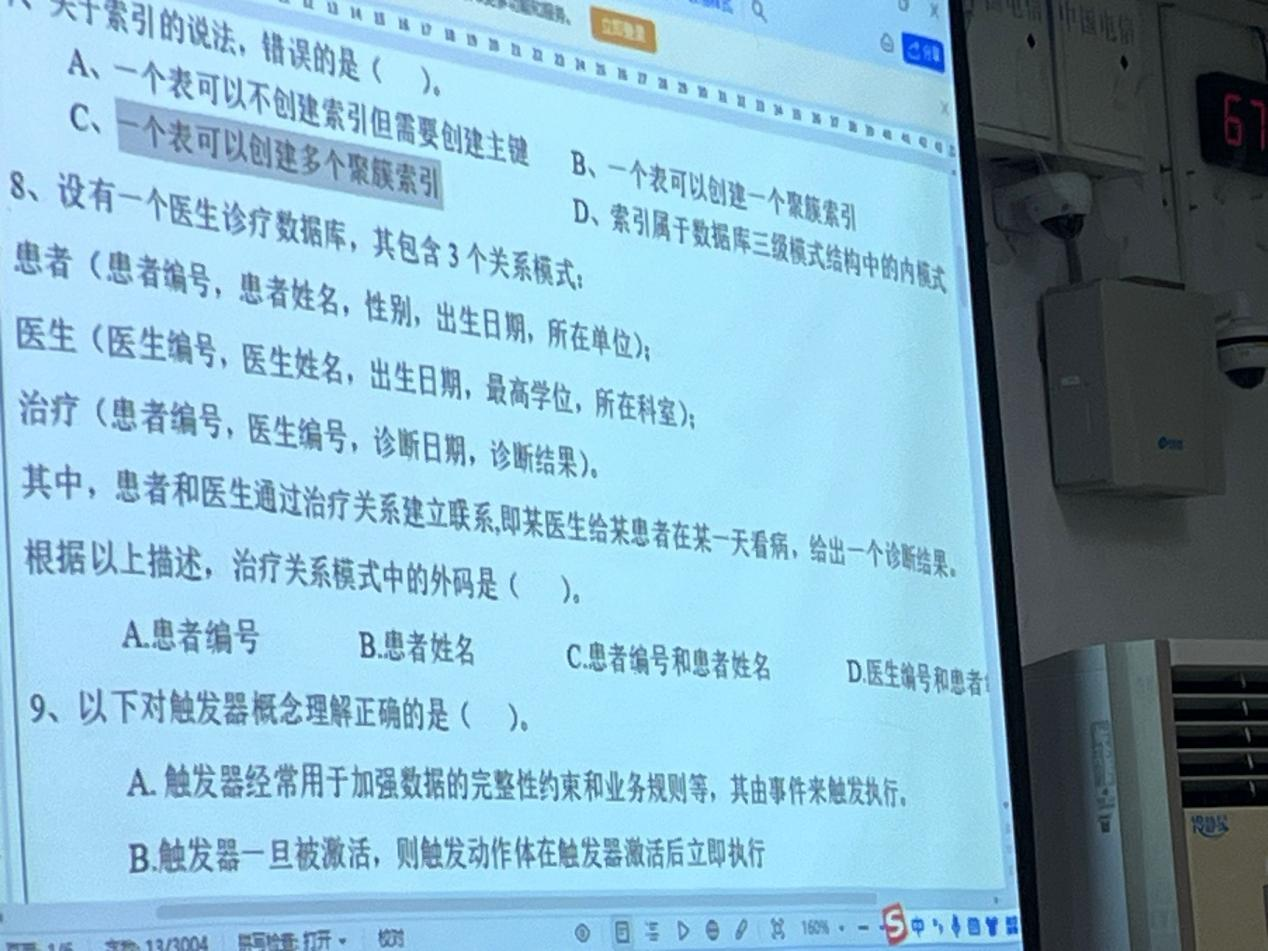 关于索引的说法，错误的是（ ）。
A、一个表可以不创建索引但需要创建主键
B、一个表可以创建一个聚簇索引
C、一个表可以创建多个聚簇索引
D、索引属于数据库三级模式结构中的内模式
8、设有一个医生诊疗数据库，其包含3个关系模式：
患者（患者编号，患者姓名，性别，出生日期，所在单位）；
医生（医生编号，医生姓名，出生日期，最高学位，所在科室）；
治疗（患者编号，医生编号，诊断日期，诊断结果）。
其中，患者和医生通过治疗关系建立联系,即某医生给某患者在某一天看病，给出一个诊断结果。
根据以上描述，治疗关系模式中的外码是（ ）。
A.患者编号 B.患者姓名 C.患者编号和患者姓名 D.医生编号和患者
9、以下对触发器概念理解正确的是（ ）。
A. 触发器经常用于加强数据的完整性约束和业务规则等，其由事件来触发执行。
B.触发器一旦被激活，则触发动作体在触发器激活后立即执行
13/3004 拼写检查: 打开 校对
160%
中
分享
中国电信
67